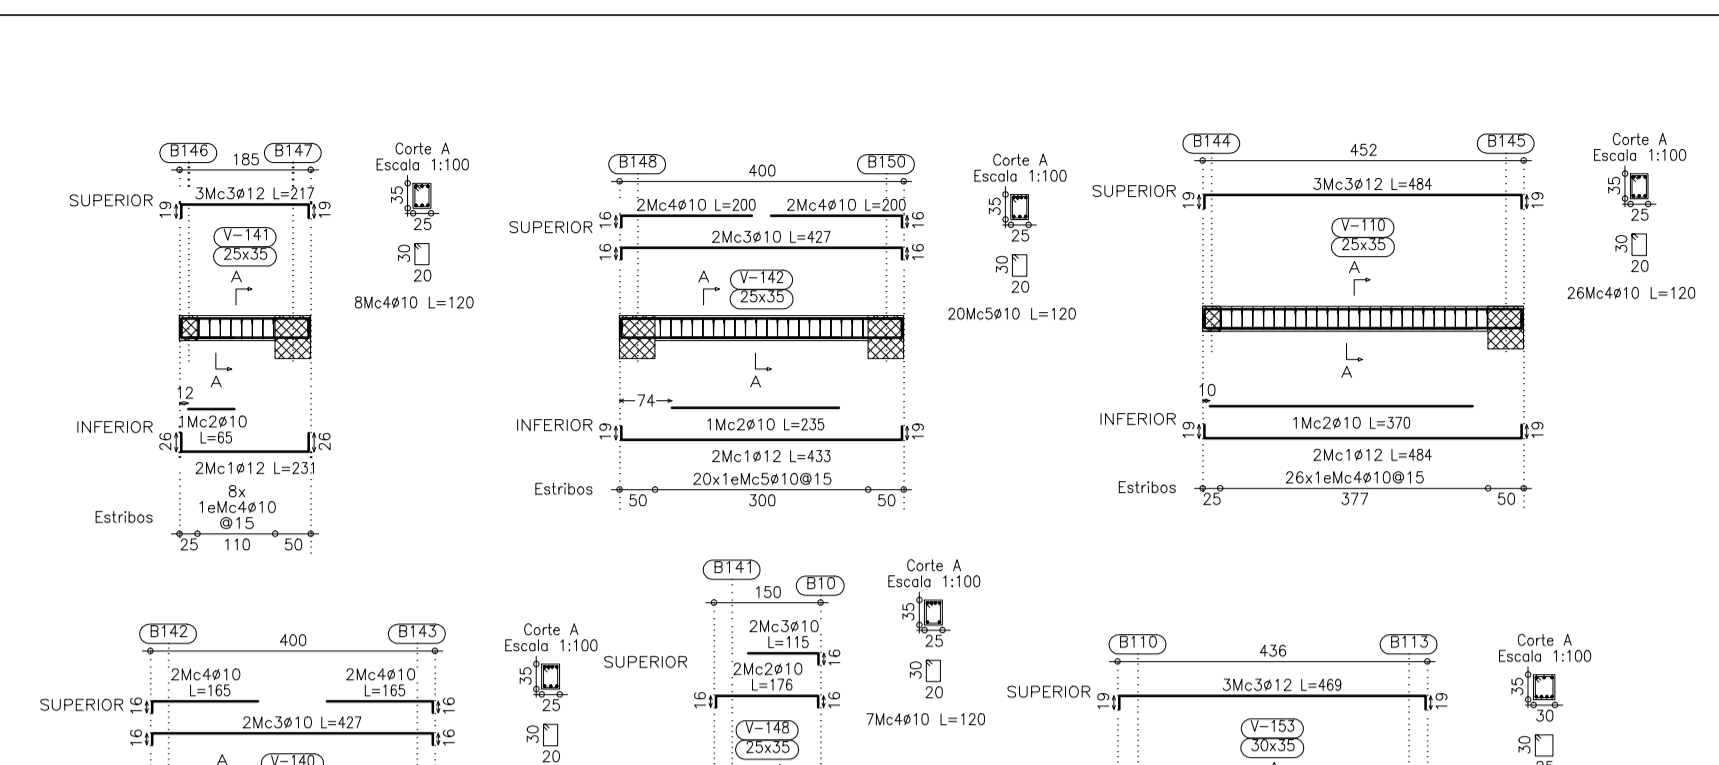 B146
185
B147
Corte A
Escala 1:100
SUPERIOR
3Mc3ø12 L=217
19
19
35
25
V-141
25x35
30
20
A
8Mc4ø10 L=120
A
12
INFERIOR
1Mc2ø10
L=65
26
26
2Mc1ø12 L=231
8x
1eMc4ø10
@15
Estribos
25
110
50
B148
400
B150
Corte A
Escala 1:100
SUPERIOR
2Mc4ø10 L=200
2Mc4ø10 L=200
16
16
2Mc3ø10 L=427
16
16
35
25
V-142
25x35
30
20
A
20Mc5ø10 L=120
A
74
INFERIOR
1Mc2ø10 L=235
19
19
2Mc1ø12 L=433
20x1eMc5ø10@15
Estribos
50
300
50
B144
452
B145
Corte A
Escala 1:100
SUPERIOR
3Mc3ø12 L=484
19
19
35
25
V-110
25x35
30
20
A
26Mc4ø10 L=120
A
10
INFERIOR
1Mc2ø10 L=370
19
19
2Mc1ø12 L=484
26x1eMc4ø10@15
Estribos
25
377
50
B142
400
B143
Corte A
Escala 1:100
2Mc4ø10
L=165
2Mc4ø10
L=165
SUPERIOR
16
16
2Mc3ø10 L=427
16
16
35
25
30
20
A
V-140
B141
150
B10
Corte A
Escala 1:100
2Mc3ø10
L=115
16
SUPERIOR
2Mc2ø10
L=176
16
16
35
25
30
20
7Mc4ø10 L=120
V-148
25x35
B110
436
B113
Corte A
Escala 1:100
SUPERIOR
3Mc3ø12 L=469
19
19
35
30
V-153
30x35
30
25